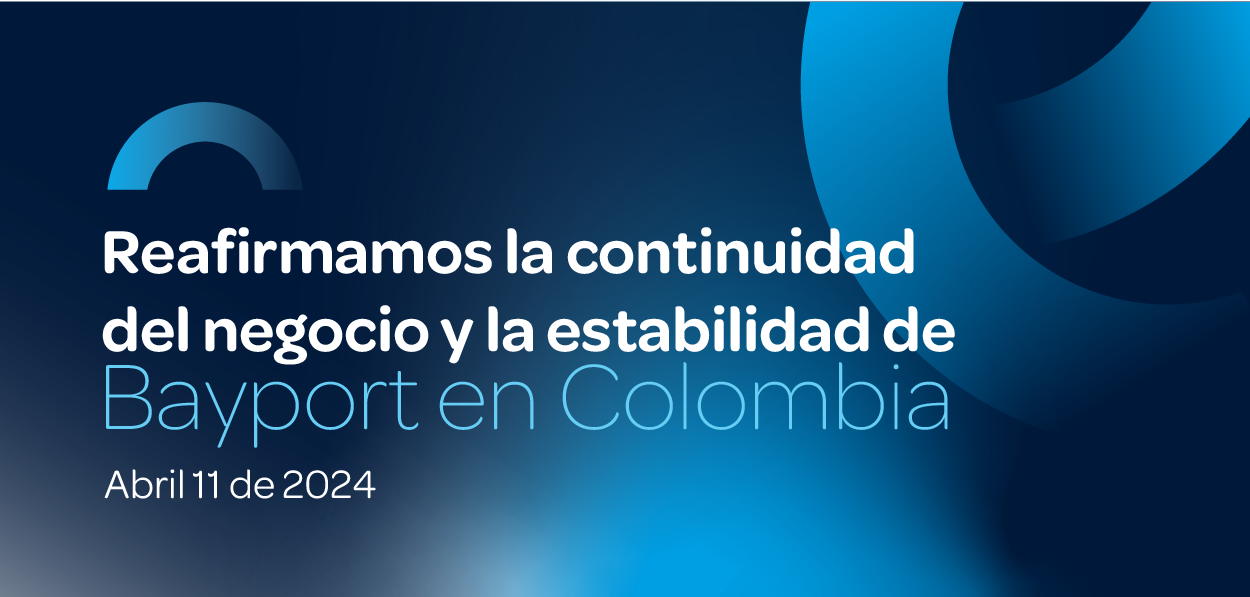 Reafirmamos la continuidad
del negocio y la estabilidad de
Bayport en Colombia
Abril 11 de 2024